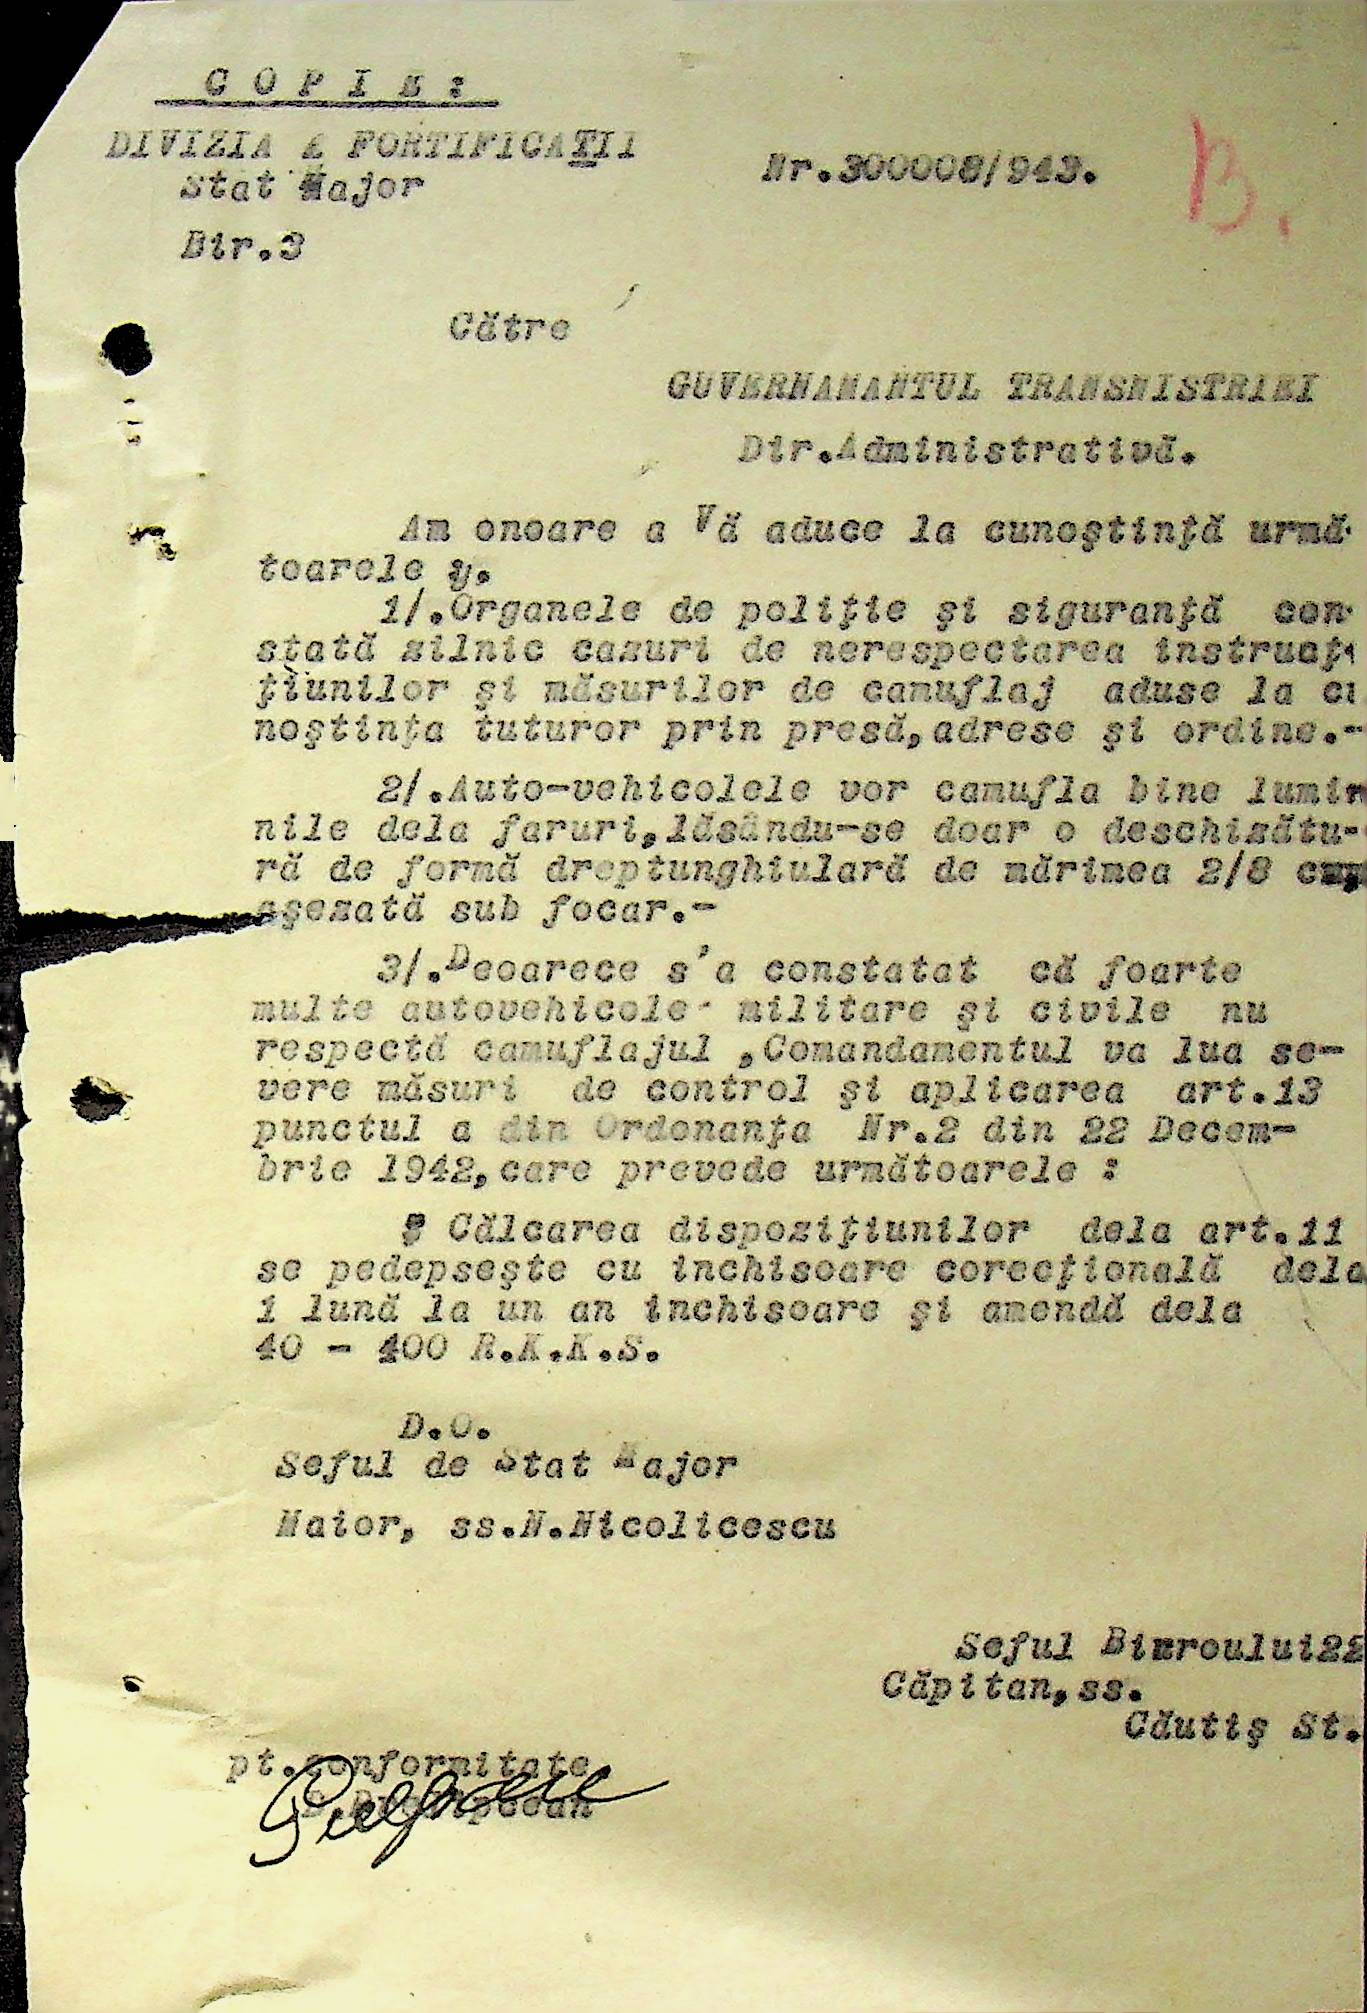 C O P I E :
DIVIZIA 2 FORTIFICAŢII
Stat Major
Nr.300008/943.
B.
Bir.3
Către
GUVERNAMANTUL TRANSNISTRIEI
Dir.Administrativă.
Am onoare a Vă aduce la cunoştinţă urmă-
toarele :.
1/.Organele de poliţie şi siguranţă con-
stată zilnic cazuri de nerespectarea instrucţi
ţiunilor şi măsurilor de camuflaj aduse la cu
noştinţa tuturor prin presă,adrese şi ordine.-
2/.Auto-vehicolele vor camufla bine lumin
nile dela faruri,lăsându-se doar o deschizătu-
ră de formă dreptunghiulară de mărimea 2/8 cm,
aşezată sub focar.-
3/.Deoarece s'a constatat că foarte
multe autovehicole militare şi civile nu
respectă camuflajul ,Comandamentul va lua se-
vere măsuri de control şi aplicarea art.13
punctul a din Ordonanţa Nr.2 din 22 Decem-
brie 1942,care prevede următoarele :
" Călcarea dispoziţiunilor dela art.11
se pedepseşte cu inchisoare corecţională dela
1 lună la un an inchisoare şi amendă dela
40 - 400 R.K.K.S.
D.O.
Seful de Stat Major
Maior, ss.N.Nicolicescu
Seful Biuroului 22
Căpitan,ss.
Căutiş St.
pt.conformitate